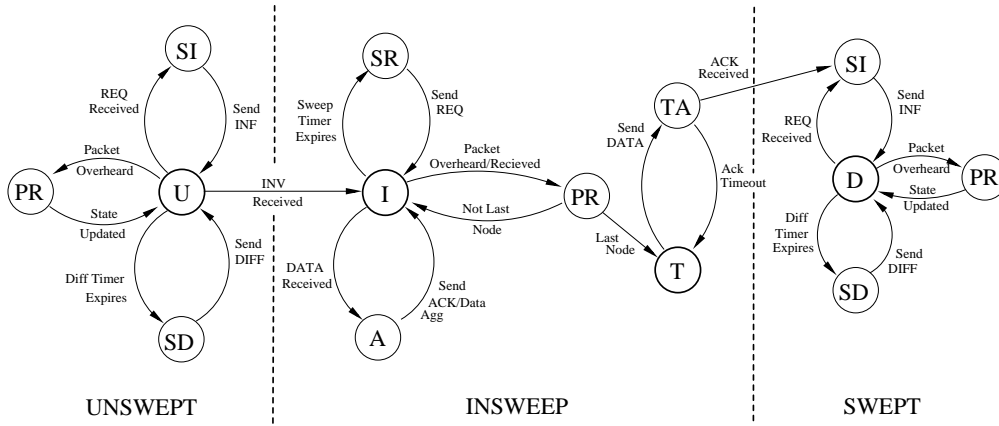 SI
REQ
Received
Send
INF
Packet
Overheard
PR
U
State
Updated
Diff Timer
Expires
Send
DIFF
SD
UNSWEPT
INV
Received
SR
Sweep
Timer
Expires
Send
REQ
Packet
Overheard/Recieved
I
PR
Not Last
Node
DATA
Received
Send
ACK/Data
Agg
A
Last
Node
TA
Send
DATA
Ack
Timeout
T
INSWEEP
ACK
Received
SI
REQ
Received
Send
INF
Packet
Overheard
D
PR
State
Updated
Diff
Timer
Expires
Send
DIFF
SD
SWEPT